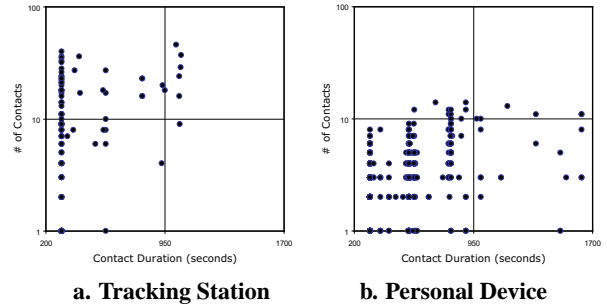 100
10
1
# of Contacts
200
950
1700
Contact Duration (seconds)
a. Tracking Station
100
10
1
# of Contacts
200
950
1700
Contact Duration (seconds)
b. Personal Device